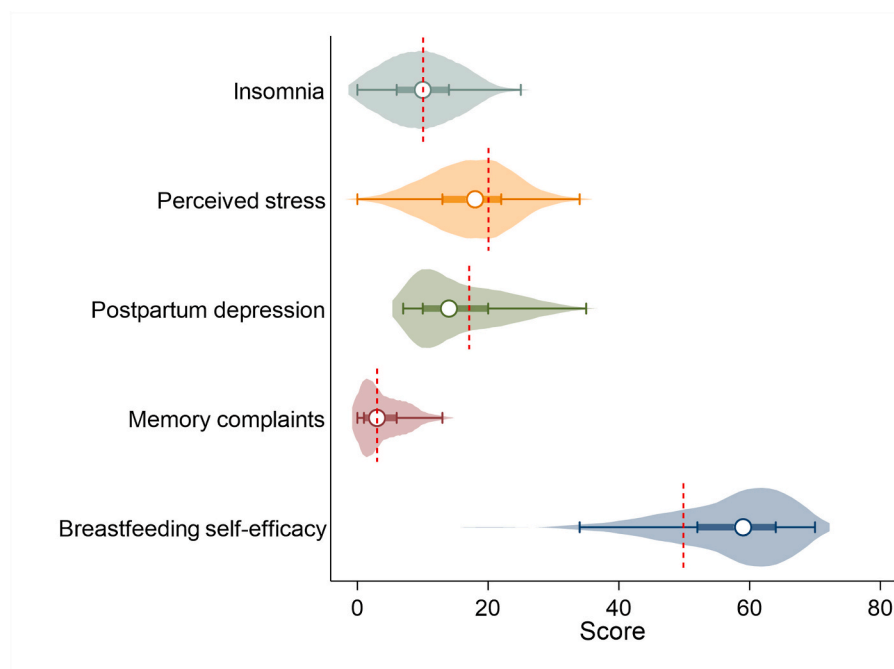 Insomnia
Perceived stress
Postpartum depression
Memory complaints
Breastfeeding self-efficacy
0 20 40 60 80
Score